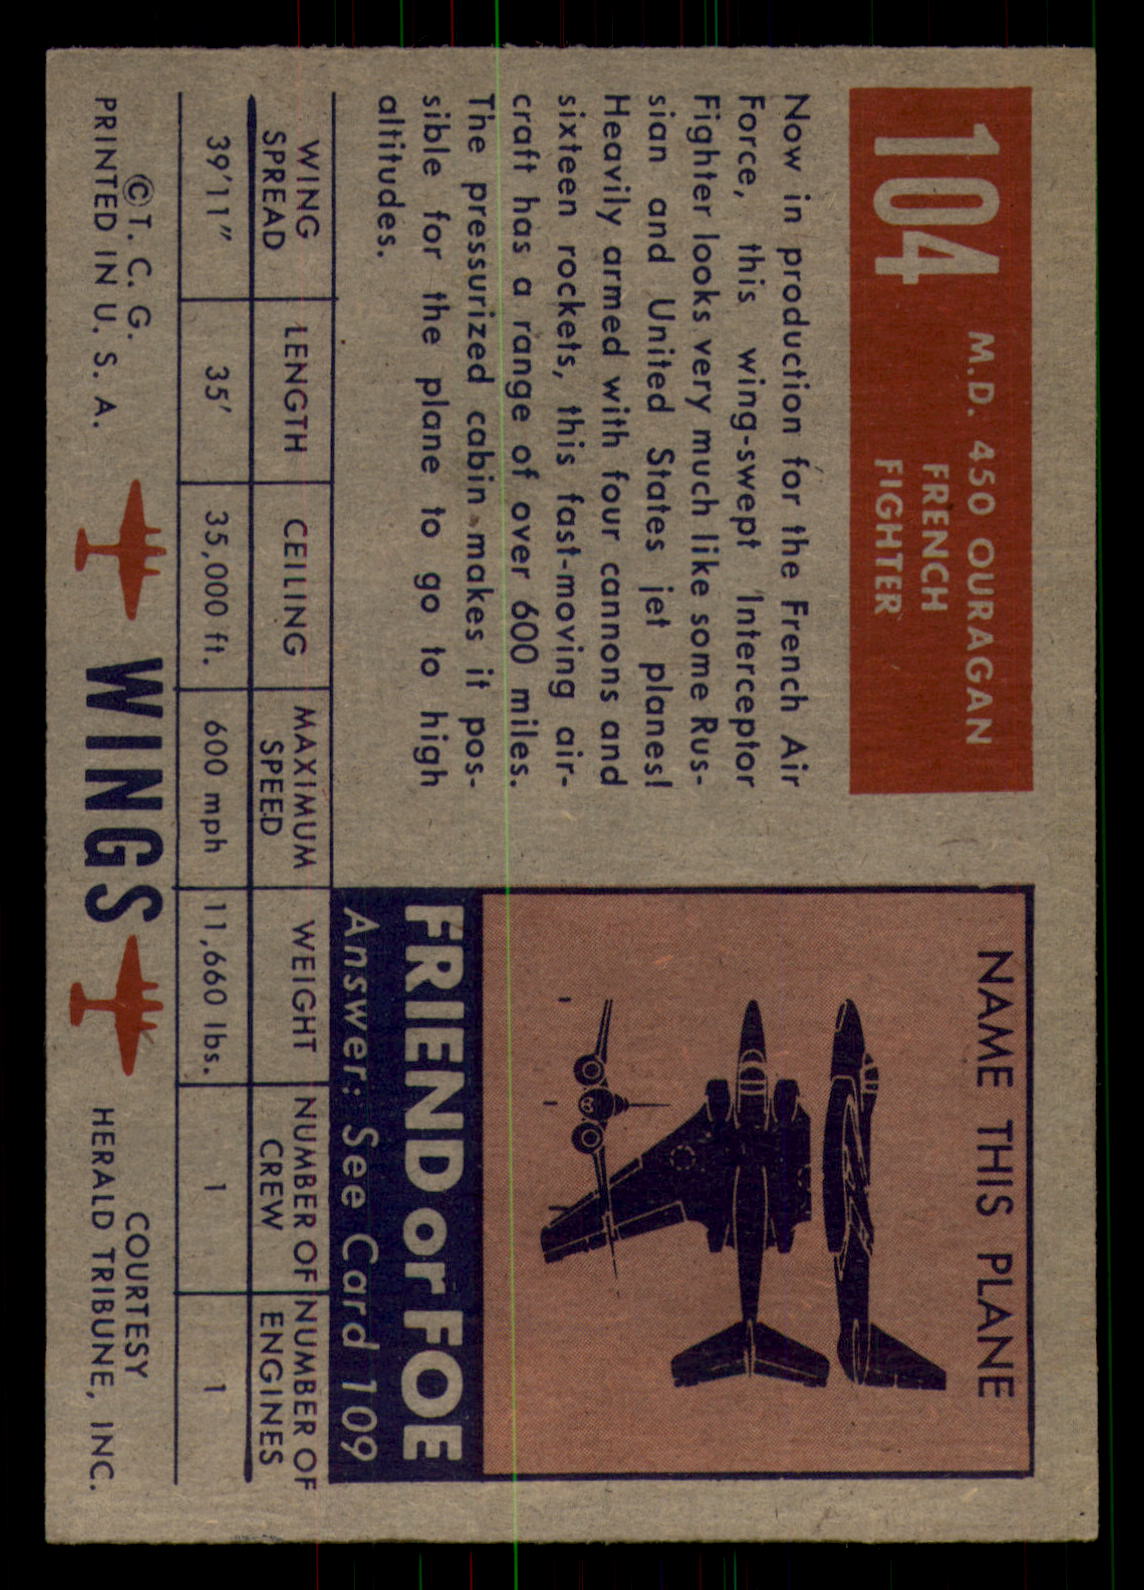 104
M.D. 450 OURAGAN
FRENCH
FIGHTER
Now in production for the French Air
Force, this wing-swept Interceptor
Fighter looks very much like some Rus-
sian and United States jet planes!
Heavily armed with four cannons and
sixteen rockets, this fast-moving air-
craft has a range of over 600 miles.
The pressurized cabin makes it pos-
sible for the plane to go to high
altitudes.
NAME THIS PLANE
FRIEND or FOE
Answer: See Card 109
WING SPREAD LENGTH CEILING MAXIMUM SPEED WEIGHT NUMBER OF CREW NUMBER OF ENGINES
39'11" 35' 35,000 ft. 600 mph 11,660 lbs. 1 1
©T. C. G.
PRINTED IN U. S. A.
WINGS
COURTESY
HERALD TRIBUNE, INC.